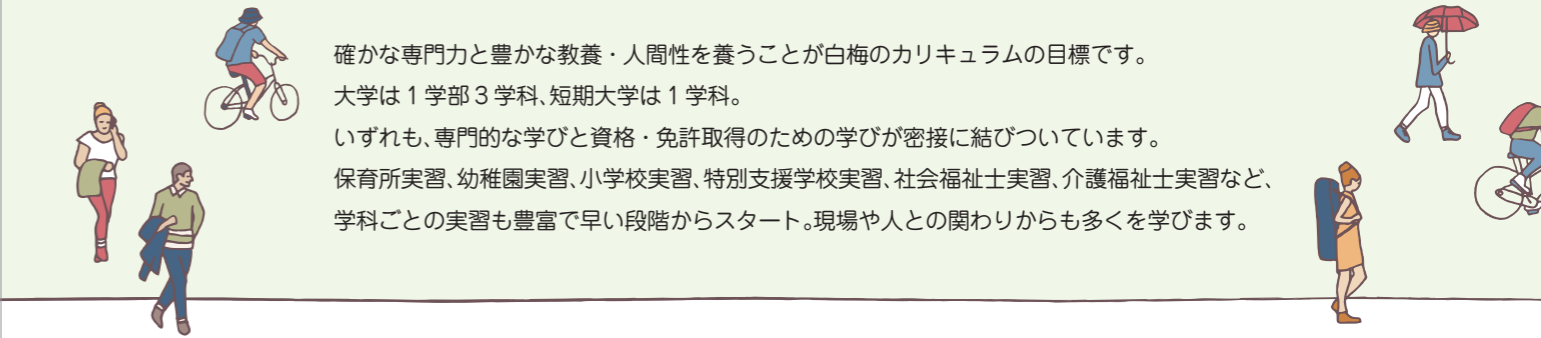 確かな専門力と豊かな教養・人間性を養うことが白梅のカリキュラムの目標です。
大学は1学部3学科、短期大学は1学科。
いずれも、専門的な学びと資格・免許取得のための学びが密接に結びついています。
保育所実習、幼稚園実習、小学校実習、特別支援学校実習、社会福祉士実習、介護福祉士実習など、
学科ごとの実習も豊富で早い段階からスタート。現場や人との関わりからも多くを学びます。